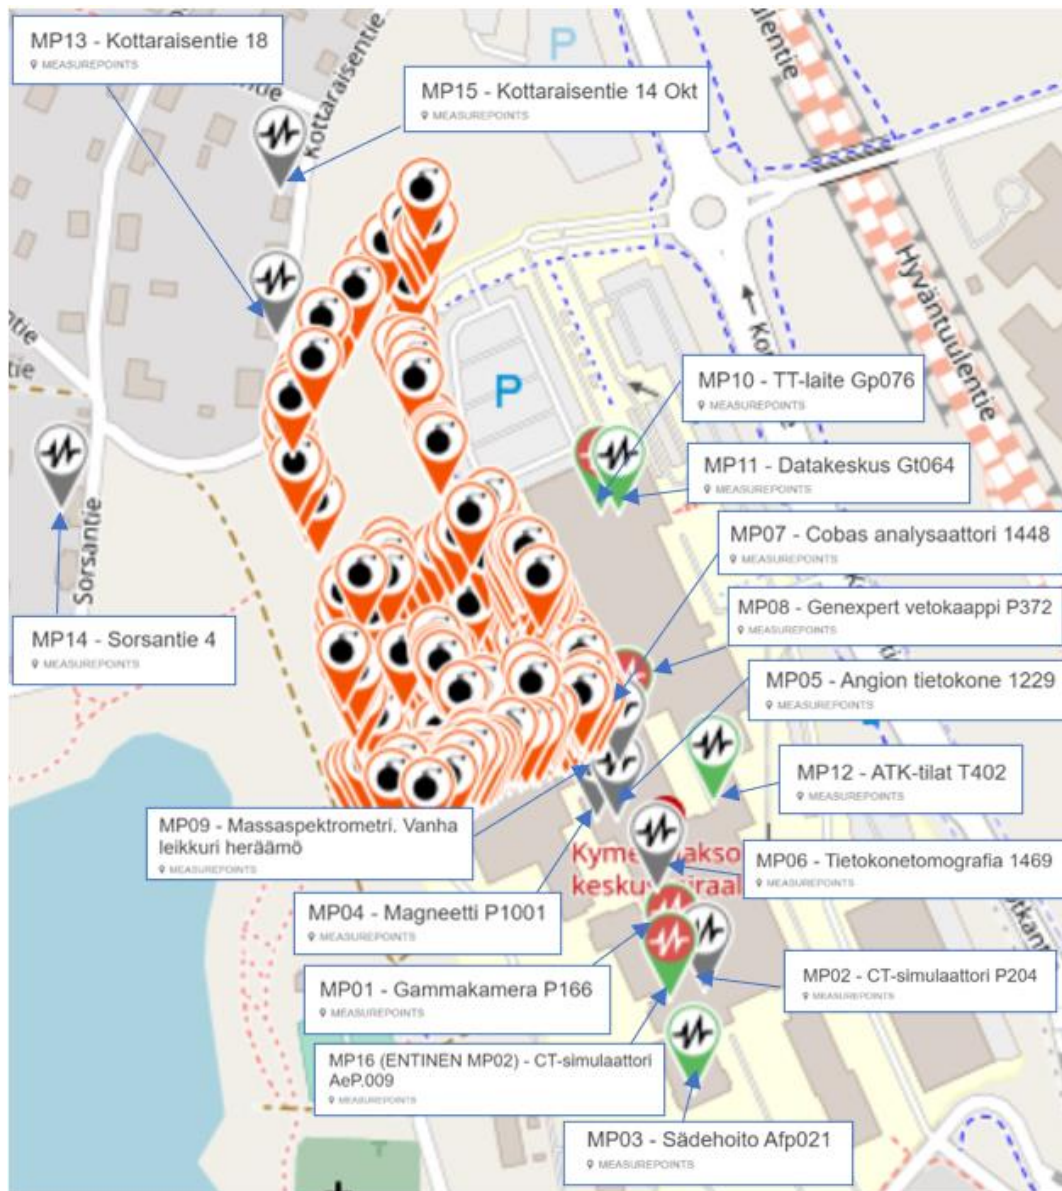 MP13 - Kottaraisentie 18
MEASUREPOINTS
MP15 - Kottaraisentie 14 Okt
MEASUREPOINTS
Kottaraisentie
P
Hyväntuulentie
MP10 - TT-laite Gp076
MEASUREPOINTS
P
MP11 - Datakeskus Gt064
MEASUREPOINTS
MP07 - Cobas analysaattori 1448
MEASUREPOINTS
Sorsantie
MP08 - Genexpert vetokaappi P372
MEASUREPOINTS
MP14 - Sorsantie 4
MEASUREPOINTS
MP05 - Angion tietokone 1229
MEASUREPOINTS
MP12 - ATK-tilat T402
MEASUREPOINTS
MP09 - Massaspektrometri. Vanha
leikkuri heräämö
MEASUREPOINTS
MP06 - Tietokonetomografia 1469
MEASUREPOINTS
MP04 - Magneetti P1001
MEASUREPOINTS
MP02 - CT-simulaattori P204
MEASUREPOINTS
MP01 - Gammakamera P166
MEASUREPOINTS
MP16 (ENTINEN MP02) - CT-simulaattori
AeP.009
MEASUREPOINTS
MP03 - Sädehoito Afp021
MEASUREPOINTS